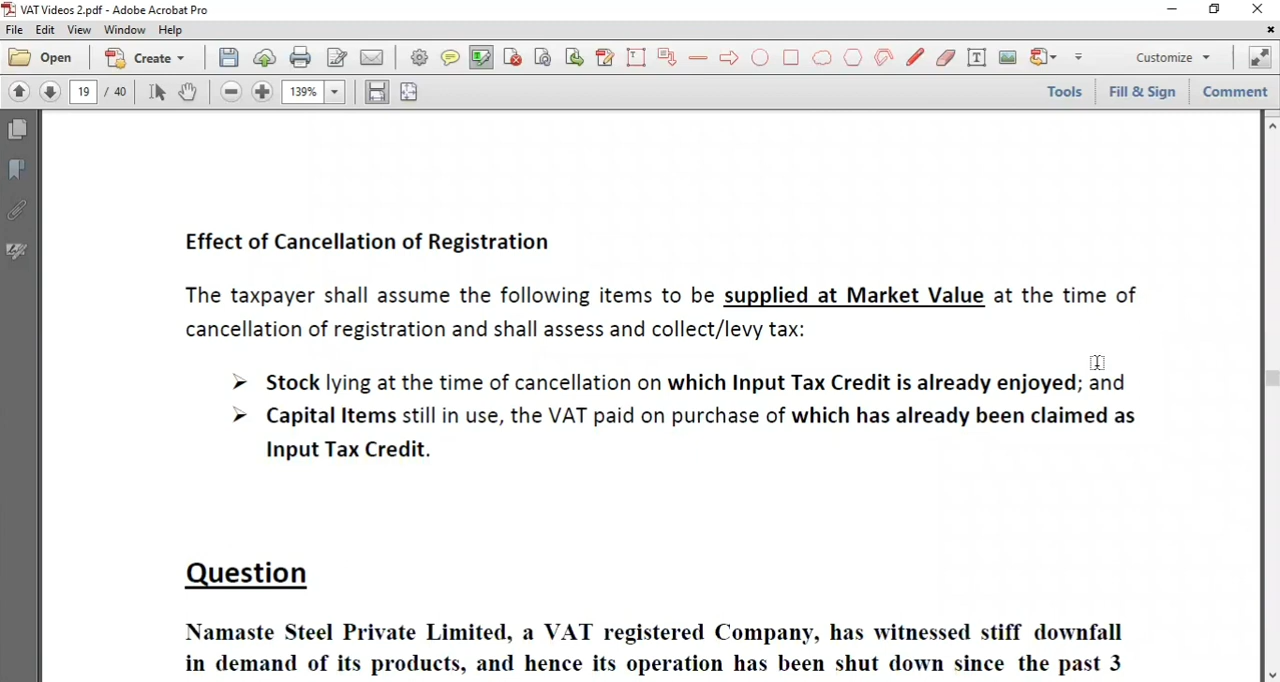 VAT Videos 2.pdf - Adobe Acrobat Pro
File Edit View Window Help
Open Create Customize
19 / 40 139% Tools Fill & Sign Comment
Effect of Cancellation of Registration
The taxpayer shall assume the following items to be supplied at Market Value at the time of
cancellation of registration and shall assess and collect/levy tax:
➢ Stock lying at the time of cancellation on which Input Tax Credit is already enjoyed; and
➢ Capital Items still in use, the VAT paid on purchase of which has already been claimed as
Input Tax Credit.
Question
Namaste Steel Private Limited, a VAT registered Company, has witnessed stiff downfall
in demand of its products, and hence its operation has been shut down since the past 3